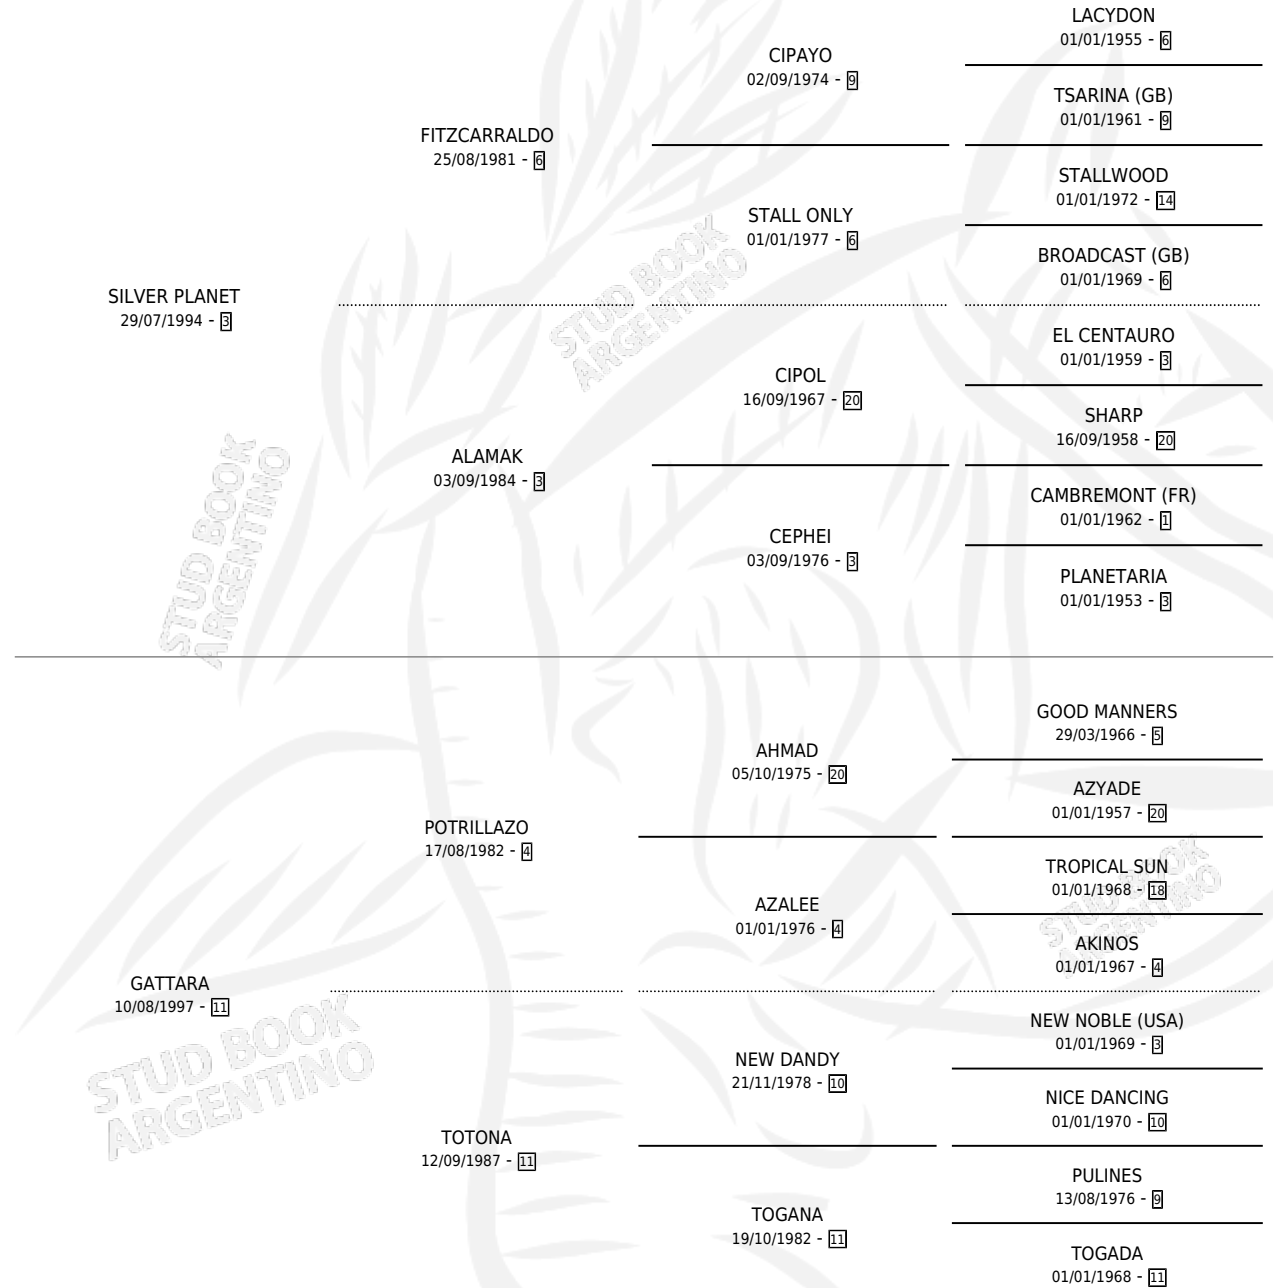 LACYDON
01/01/1955 - 6
CIPAYO
02/09/1974 - 9
TSARINA (GB)
01/01/1961 - 9
FITZCARRALDO
25/08/1981 - 6
STALLWOOD
01/01/1972 - 14
STALL ONLY
01/01/1977 - 6
BROADCAST (GB)
01/01/1969 - 6
SILVER PLANET
29/07/1994 - 3
STUD BOOK
ARGENTINO
EL CENTAURO
01/01/1959 - 3
CIPOL
16/09/1967 - 20
SHARP
16/09/1958 - 20
ALAMAK
03/09/1984 - 3
CAMBREMONT (FR)
01/01/1962 - 1
CEPHEI
03/09/1976 - 3
PLANETARIA
01/01/1953 - 3
STUD BOOK
ARGENTINO
GOOD MANNERS
29/03/1966 - 5
AHMAD
05/10/1975 - 20
AZYADE
01/01/1957 - 20
POTRILLAZO
17/08/1982 - 4
TROPICAL SUN
01/01/1968 - 18
AZALEE
01/01/1976 - 4
STUD BOOK
ARGENTINO
AKINOS
01/01/1967 - 4
GATTARA
10/08/1997 - 11
NEW NOBLE (USA)
01/01/1969 - 3
NEW DANDY
21/11/1978 - 10
NICE DANCING
01/01/1970 - 10
STUD BOOK
ARGENTINO
TOTONA
12/09/1987 - 11
PULINES
13/08/1976 - 9
TOGANA
19/10/1982 - 11
TOGADA
01/01/1968 - 11